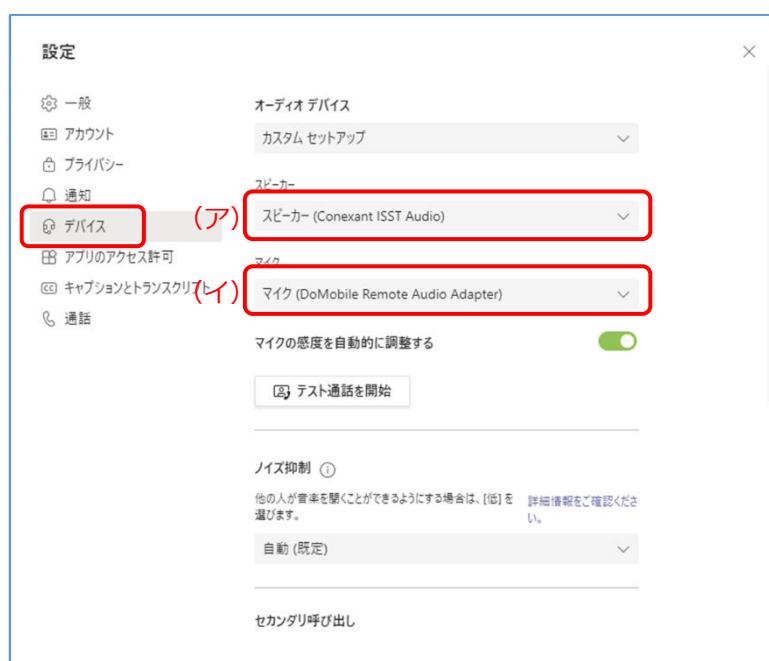 設定
一般
アカウント
プライバシー
通知
デバイス
アプリのアクセス許可
キャプションとトランスクリプト
通話
オーディオ デバイス
カスタム セットアップ
スピーカー
(ア)
スピーカー (Conexant ISST Audio)
マイク
(イ)
マイク (DoMobile Remote Audio Adapter)
マイクの感度を自動的に調整する
テスト通話を開始
ノイズ抑制
他の人が音楽を聞くことができるようにする場合は、[低] を
選びます。
詳細情報をご確認くださ
い。
自動 (既定)
セカンダリ呼び出し